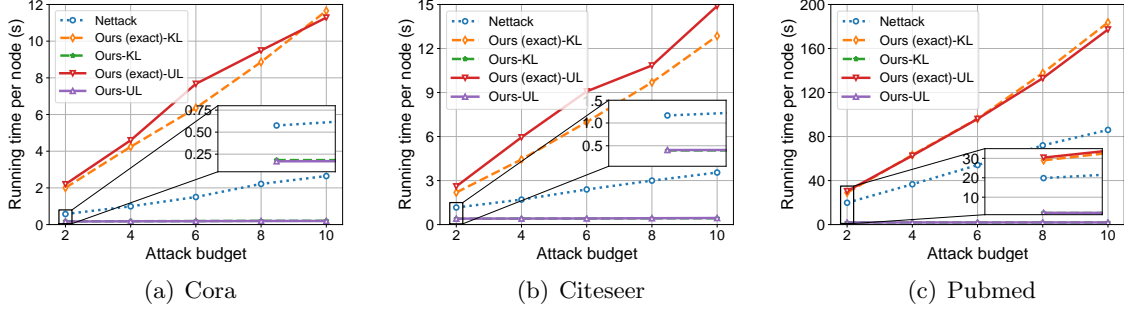 12
10
8
6
4
2
0
Running time per node (s)
Nettack
Ours (exact)-KL
Ours-KL
Ours (exact)-UL
Ours-UL
0.75
0.50
0.25
2 4 6 8 10
Attack budget
(a) Cora
15
12
9
6
3
0
Running time per node (s)
Nettack
Ours (exact)-KL
Ours-KL
Ours (exact)-UL
Ours-UL
1.5
1.0
0.5
2 4 6 8 10
Attack budget
(b) Citeseer
200
160
120
80
40
0
Running time per node (s)
Nettack
Ours (exact)-KL
Ours-KL
Ours (exact)-UL
Ours-UL
30
20
10
2 4 6 8 10
Attack budget
(c) Pubmed